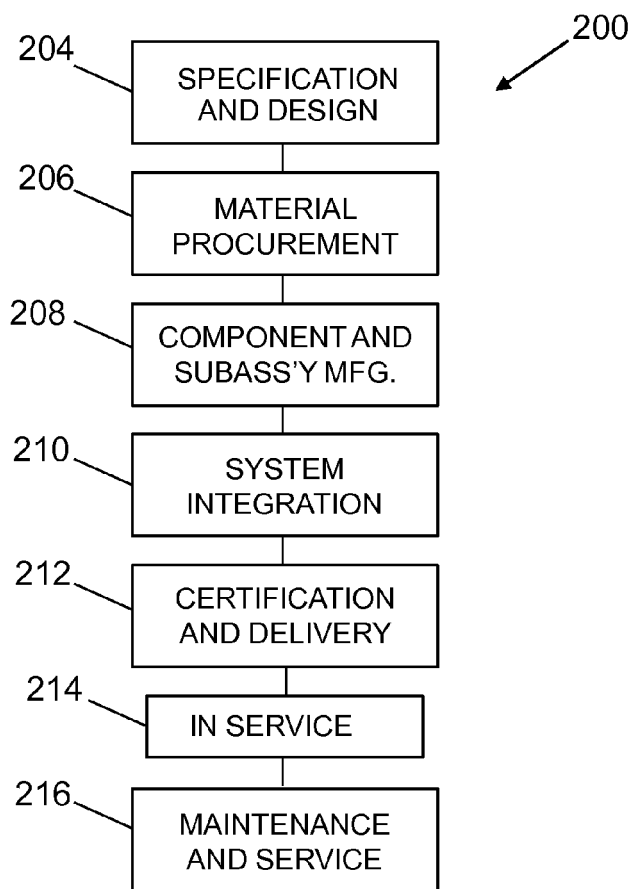 200
204
SPECIFICATION
AND DESIGN
206
MATERIAL
PROCUREMENT
208
COMPONENT AND
SUBASS'Y MFG.
210
SYSTEM
INTEGRATION
212
CERTIFICATION
AND DELIVERY
214
IN SERVICE
216
MAINTENANCE
AND SERVICE